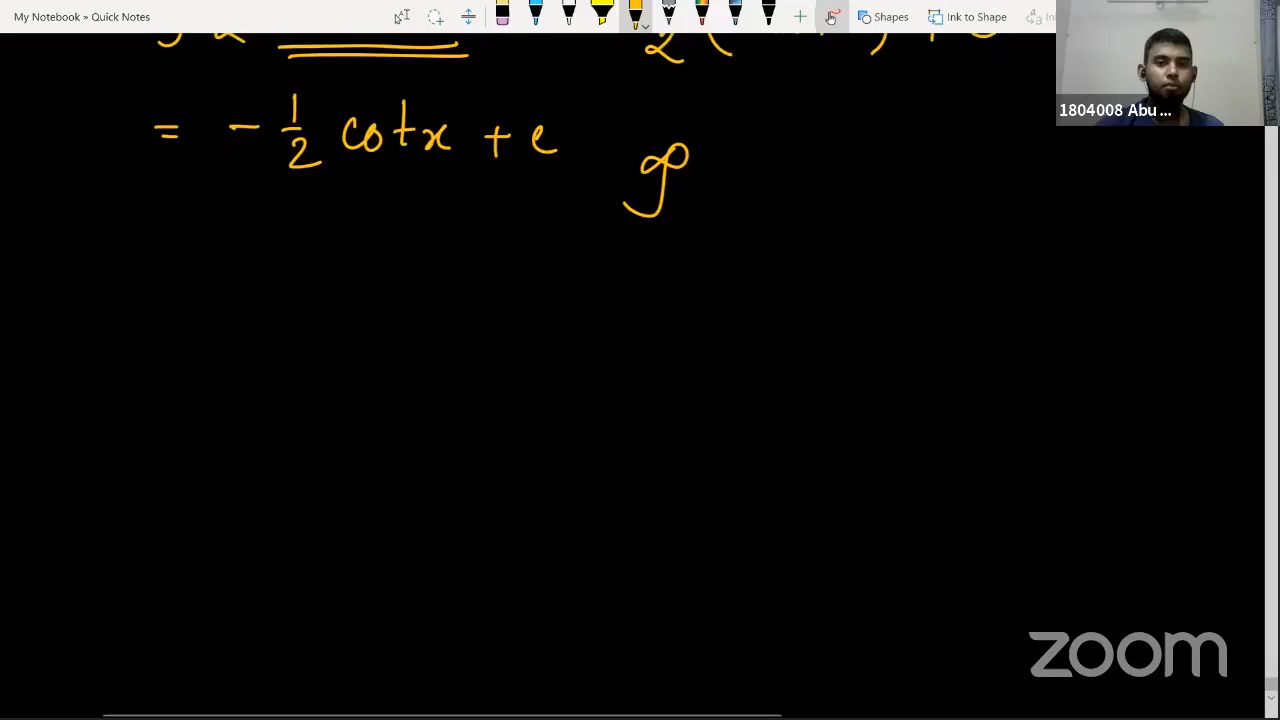 My Notebook » Quick Notes
Shapes
Ink to Shape
1804008 Abu ...
= - 1/2 cotx + c
zoom